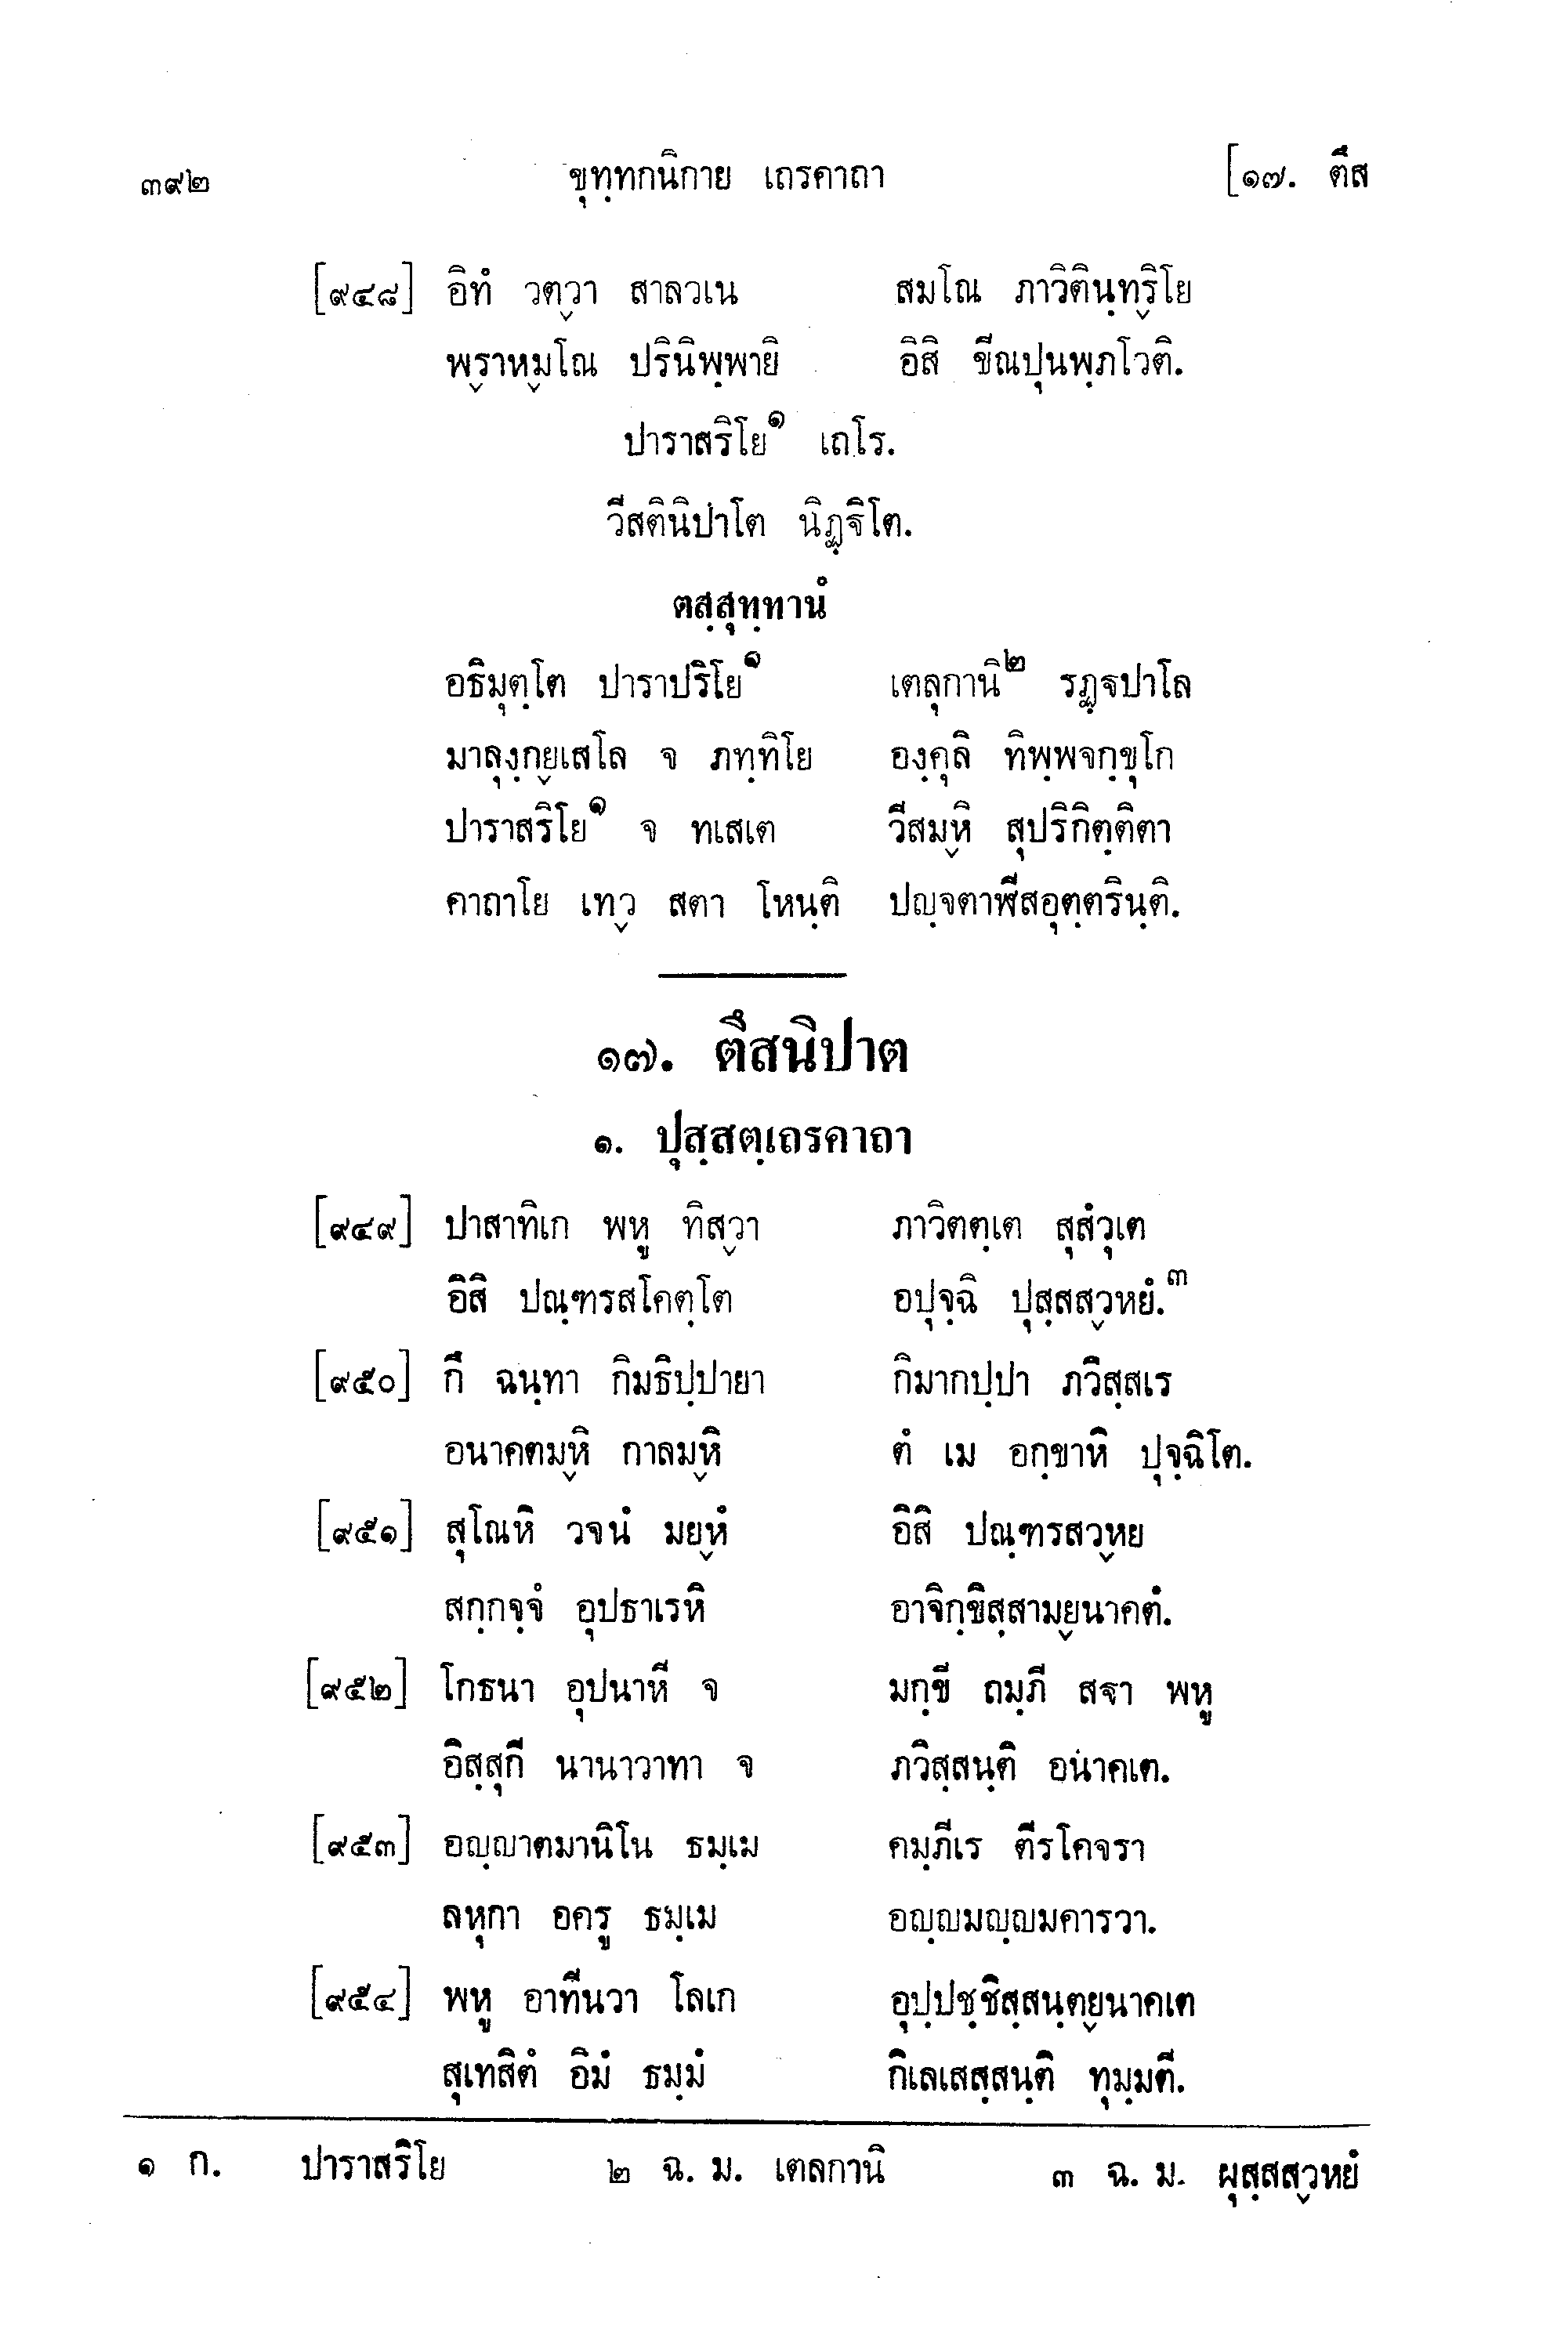 ๓๙๒ ขุทฺทกนิกาย เถรคาถา [๑๗. ตึส
[๙๔๘] อิทํ วตฺวา สาลวเน สมโณ ภาวิตินฺทฺริโย
พฺราหฺมโณ ปรินิพฺพายิ อิสิ ขีณปุนพฺภโวติ.
ปาราสริโย๑ เถโร.
วีสตินิปาโต นิฏฺฐิโต.
ตสฺสุทฺทานํ
อธิมุตฺโต ปาราปริโย๑ เตลุกานิ๒ รฏฺฐปาโล
มาลุงฺกฺยเสโล จ ภทฺทิโย องฺคุลิ ทิพฺพจกฺขุโก
ปาราสริโย๑ จ ทเสเต วีสมฺหิ สุปริกิตฺติตา
คาถาโย เทฺว สตา โหนฺติ ปญฺจตาฬีสอุตฺตรินฺติ.
๑๗. ตึสนิปาต
๑. ปุสฺสตฺเถรคาถา
[๙๔๙] ปาสาทิเก พหู ทิสฺวา ภาวิตตฺเต สุสํวุเต
อิสิ ปณฺฑรสโคตฺโต อปุจฺฉิ ปุสฺสสวฺหยํ.๓
[๙๕๐] กึ ฉนฺทา กิมธิปฺปายา กิมากปฺปา ภวิสฺสเร
อนาคตมฺหิ กาลมฺหิ ตํ เม อกฺขาหิ ปุจฺฉิโต.
[๙๕๑] สุโณหิ วจนํ มยฺหํ อิสิ ปณฺฑรสวฺหย
สกฺกจฺจํ อุปธาเรหิ อาจิกฺขิสฺสามฺยนาคตํ.
[๙๕๒] โกธนา อุปนาหี จ มกฺขี ถมฺภี สฐา พหู
อิสฺสุกี นานาวาทา จ ภวิสฺสนฺติ อนาคเต.
[๙๕๓] อญฺญาตมานิโน ธมฺเม คมฺภีเร ตีรโคจรา
ลหุกา อครู ธมฺเม อญฺญมญฺญมคารวา.
[๙๕๔] พหู อาทีนวา โลเก อุปฺปชฺชิสฺสนฺตฺยนาคเต
สุเทสิตํ อิมํ ธมฺมํ กิเลเสสฺสนฺติ ทุมฺมตี.
๑ ก. ปาราสริโย ๒ ฉ. ม. เตลกานิ ๓ ฉ. ม. ผุสฺสสวฺหยํ